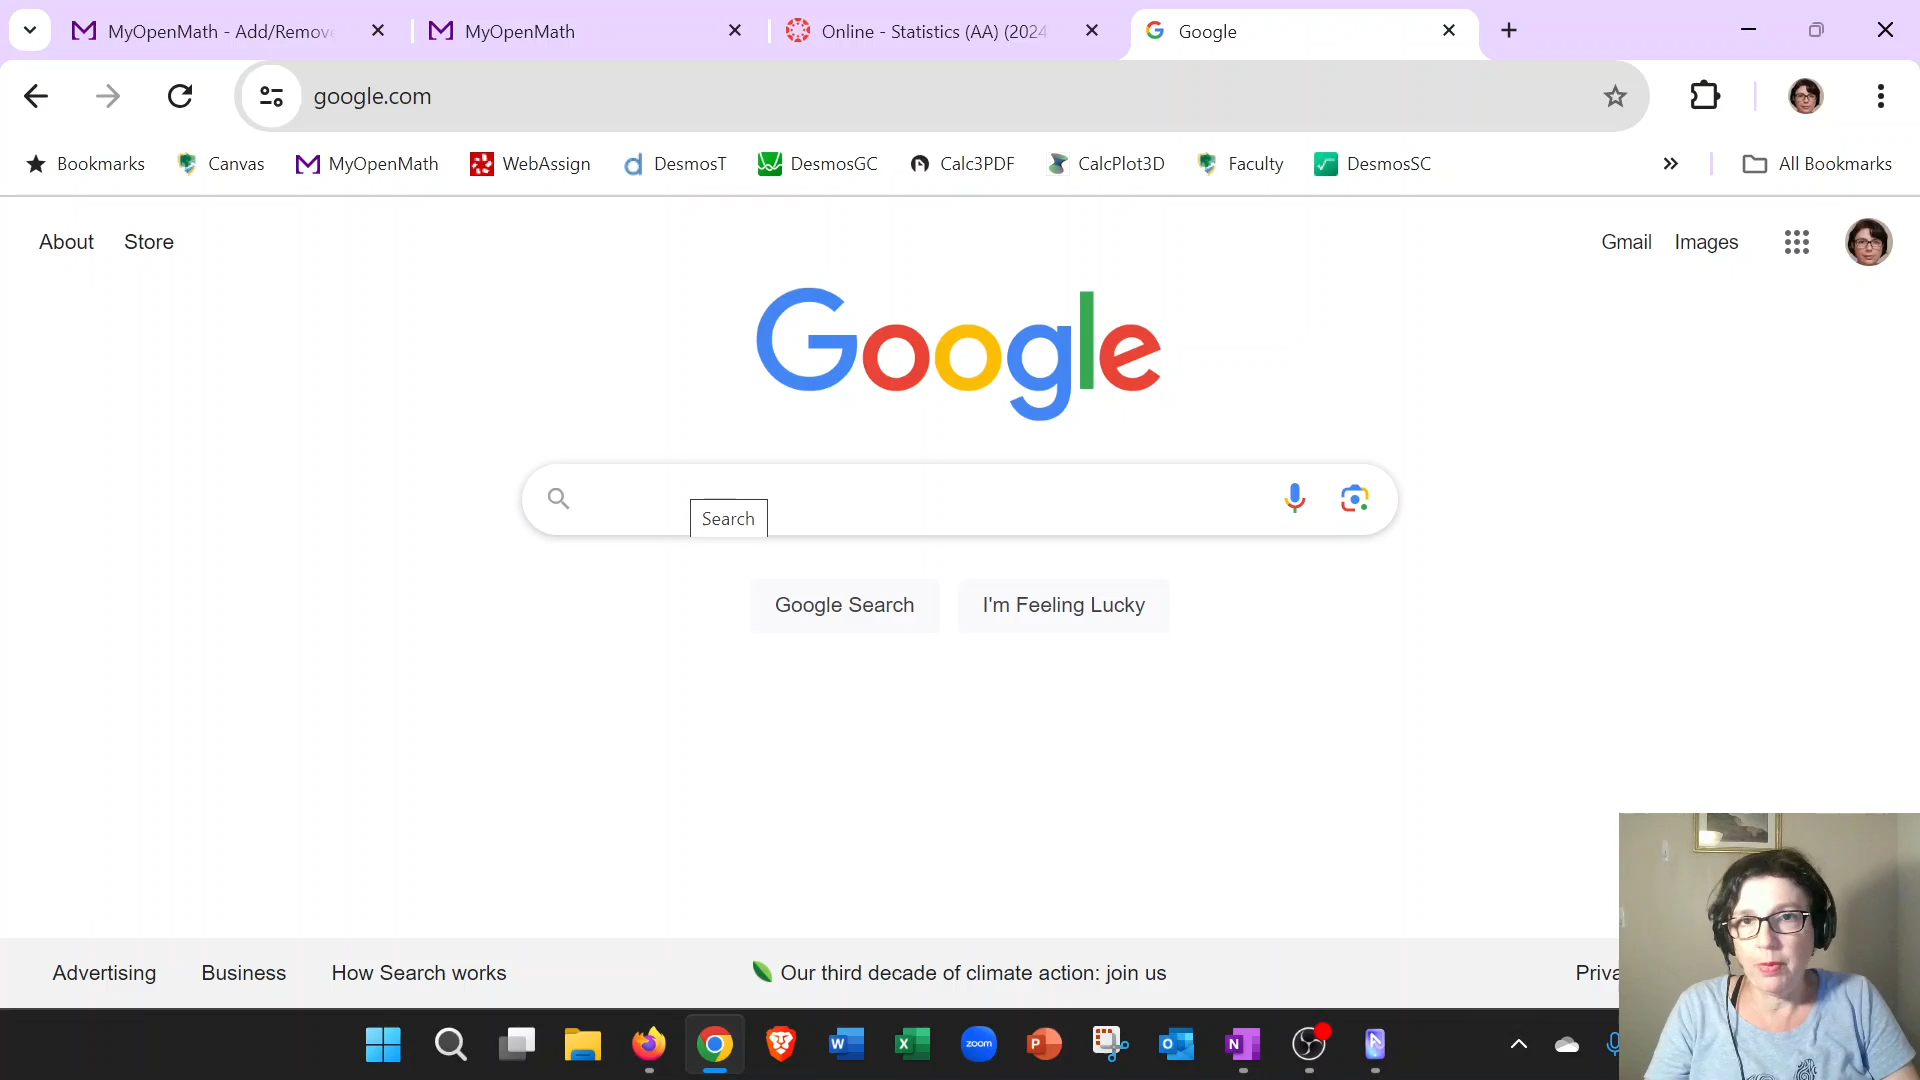 MyOpenMath - Add/Remove
MyOpenMath
Online - Statistics (AA) (2024
Google
google.com
Bookmarks
Canvas
MyOpenMath
WebAssign
DesmosT
DesmosGC
Calc3PDF
CalcPlot3D
Faculty
DesmosSC
All Bookmarks
About Store
Gmail Images
Google
Search
Google Search
I'm Feeling Lucky
Advertising Business How Search works
Our third decade of climate action: join us
Priva
zoom